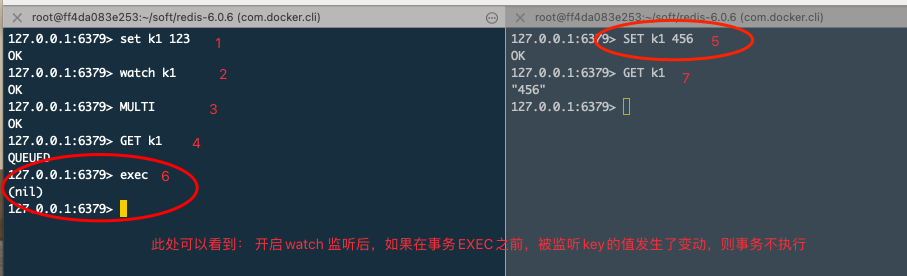 root@ff4da083e253:~/soft/redis-6.0.6 (com.docker.cli)
127.0.0.1:6379> set k1 123 1
OK
127.0.0.1:6379> watch k1 2
OK
127.0.0.1:6379> MULTI 3
OK
127.0.0.1:6379> GET k1 4
QUEUED
127.0.0.1:6379> exec 6
(nil)
127.0.0.1:6379>
root@ff4da083e253:~/soft/redis-6.0.6 (com.docker.cli)
127.0.0.1:6379> SET k1 456 5
OK
127.0.0.1:6379> GET k1 7
"456"
127.0.0.1:6379>
此处可以看到： 开启watch 监听后，如果在事务EXEC之前，被监听key的值发生了变动，则事务不执行